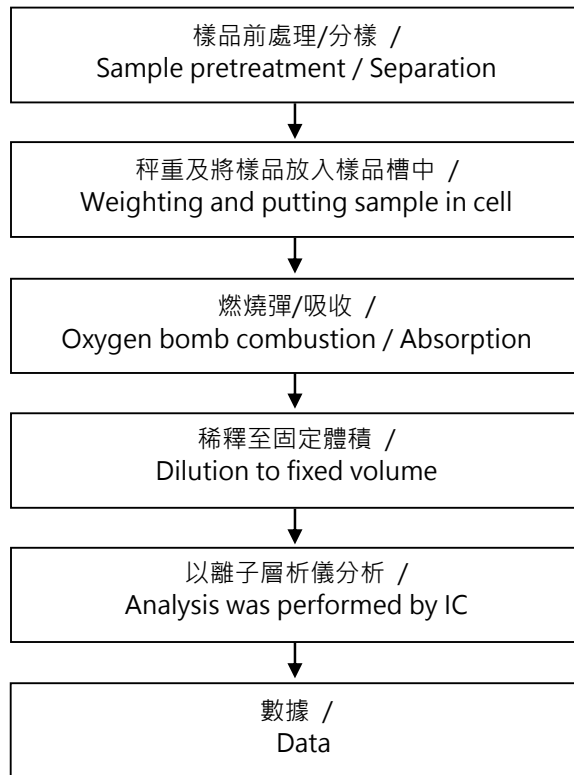 樣品前處理/分樣 /
Sample pretreatment / Separation
秤重及將樣品放入樣品槽中 /
Weighting and putting sample in cell
燃燒彈/吸收 /
Oxygen bomb combustion / Absorption
稀釋至固定體積 /
Dilution to fixed volume
以離子層析儀分析 /
Analysis was performed by IC
數據 /
Data